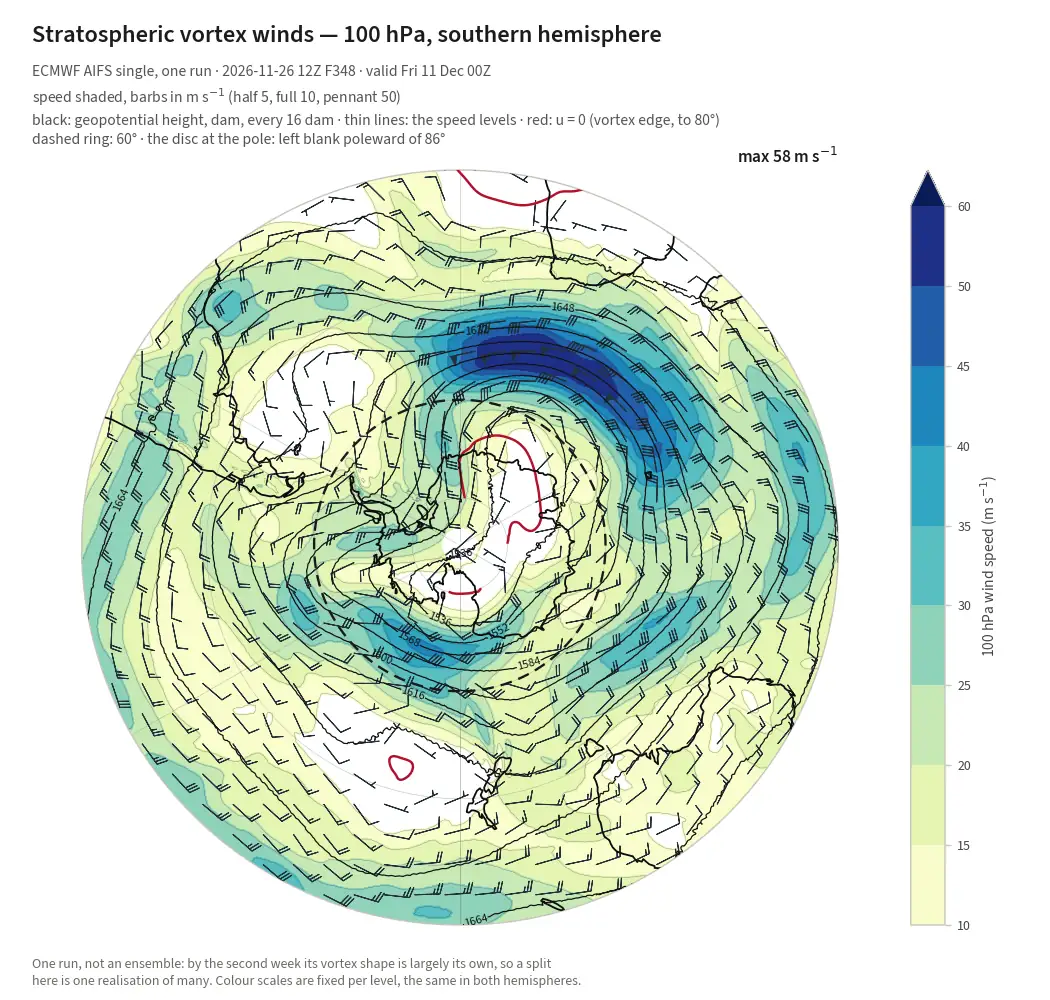 Stratospheric vortex winds — 100 hPa, southern hemisphere
ECMWF AIFS single, one run · 2026-11-26 12Z F348 · valid Fri 11 Dec 00Z
speed shaded, barbs in m s⁻¹ (half 5, full 10, pennant 50)
black: geopotential height, dam, every 16 dam · thin lines: the speed levels · red: u = 0 (vortex edge, to 80°)
dashed ring: 60° · the disc at the pole: left blank poleward of 86°
max 58 m s⁻¹
60
50
45
40
35
30
25
20
15
10
100 hPa wind speed (m s⁻¹)
1648
1664
1536
1536
1552
1568
1600
1584
1616
1664
One run, not an ensemble: by the second week its vortex shape is largely its own, so a split
here is one realisation of many. Colour scales are fixed per level, the same in both hemispheres.